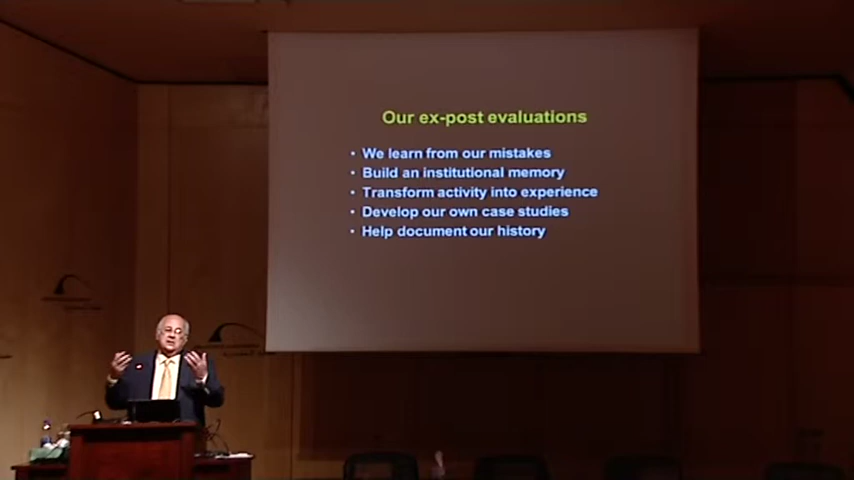 Our ex-post evaluations
• We learn from our mistakes
• Build an institutional memory
• Transform activity into experience
• Develop our own case studies
• Help document our history